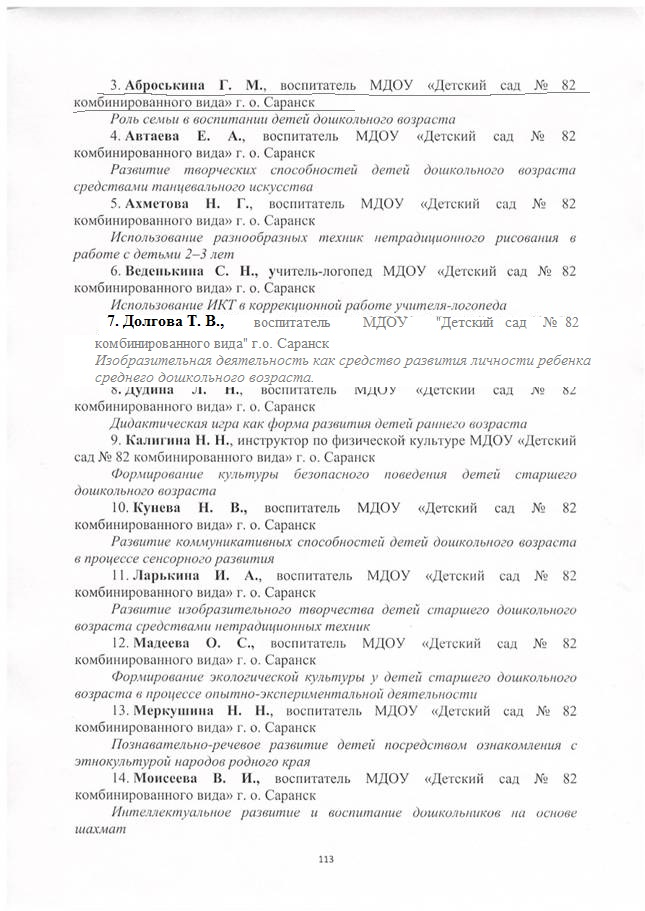 3. Аброськина Г. М., воспитатель МДОУ «Детский сад № 82
комбинированного вида» г. о. Саранск
Роль семьи в воспитании детей дошкольного возраста
4. Автаева Е. А., воспитатель МДОУ «Детский сад № 82
комбинированного вида» г. о. Саранск
Развитие творческих способностей детей дошкольного возраста
средствами танцевального искусства
5. Ахметова Н. Г., воспитатель МДОУ «Детский сад № 82
комбинированного вида» г. о. Саранск
Использование разнообразных техник нетрадиционного рисования в
работе с детьми 2–3 лет
6. Веденькина С. Н., учитель-логопед МДОУ «Детский сад № 82
комбинированного вида» г. о. Саранск
Использование ИКТ в коррекционной работе учителя-логопеда
7. Долгова Т. В., воспитатель МДОУ "Детский сад №82
комбинированного вида" г.о. Саранск
Изобразительная деятельность как средство развития личности ребенка
среднего дошкольного возраста.
8. Дудина Л. Н., воспитатель МДОУ «Детский сад № 82
комбинированного вида» г. о. Саранск
Дидактическая игра как форма развития детей раннего возраста
9. Калигина Н. Н., инструктор по физической культуре МДОУ «Детский
сад № 82 комбинированного вида» г. о. Саранск
Формирование культуры безопасного поведения детей старшего
дошкольного возраста
10. Кунева Н. В., воспитатель МДОУ «Детский сад № 82
комбинированного вида» г. о. Саранск
Развитие коммуникативных способностей детей дошкольного возраста
в процессе сенсорного развития
11. Ларькина И. А., воспитатель МДОУ «Детский сад № 82
комбинированного вида» г. о. Саранск
Развитие изобразительного творчества детей старшего дошкольного
возраста средствами нетрадиционных техник
12. Мадеева О. С., воспитатель МДОУ «Детский сад № 82
комбинированного вида» г. о. Саранск
Формирование экологической культуры у детей старшего дошкольного
возраста в процессе опытно-экспериментальной деятельности
13. Меркушина Н. Н., воспитатель МДОУ «Детский сад № 82
комбинированного вида» г. о. Саранск
Познавательно-речевое развитие детей посредством ознакомления с
этнокультурой народов родного края
14. Моисеева В. И., воспитатель МДОУ «Детский сад № 82
комбинированного вида» г. о. Саранск
Интеллектуальное развитие и воспитание дошкольников на основе
шахмат
113